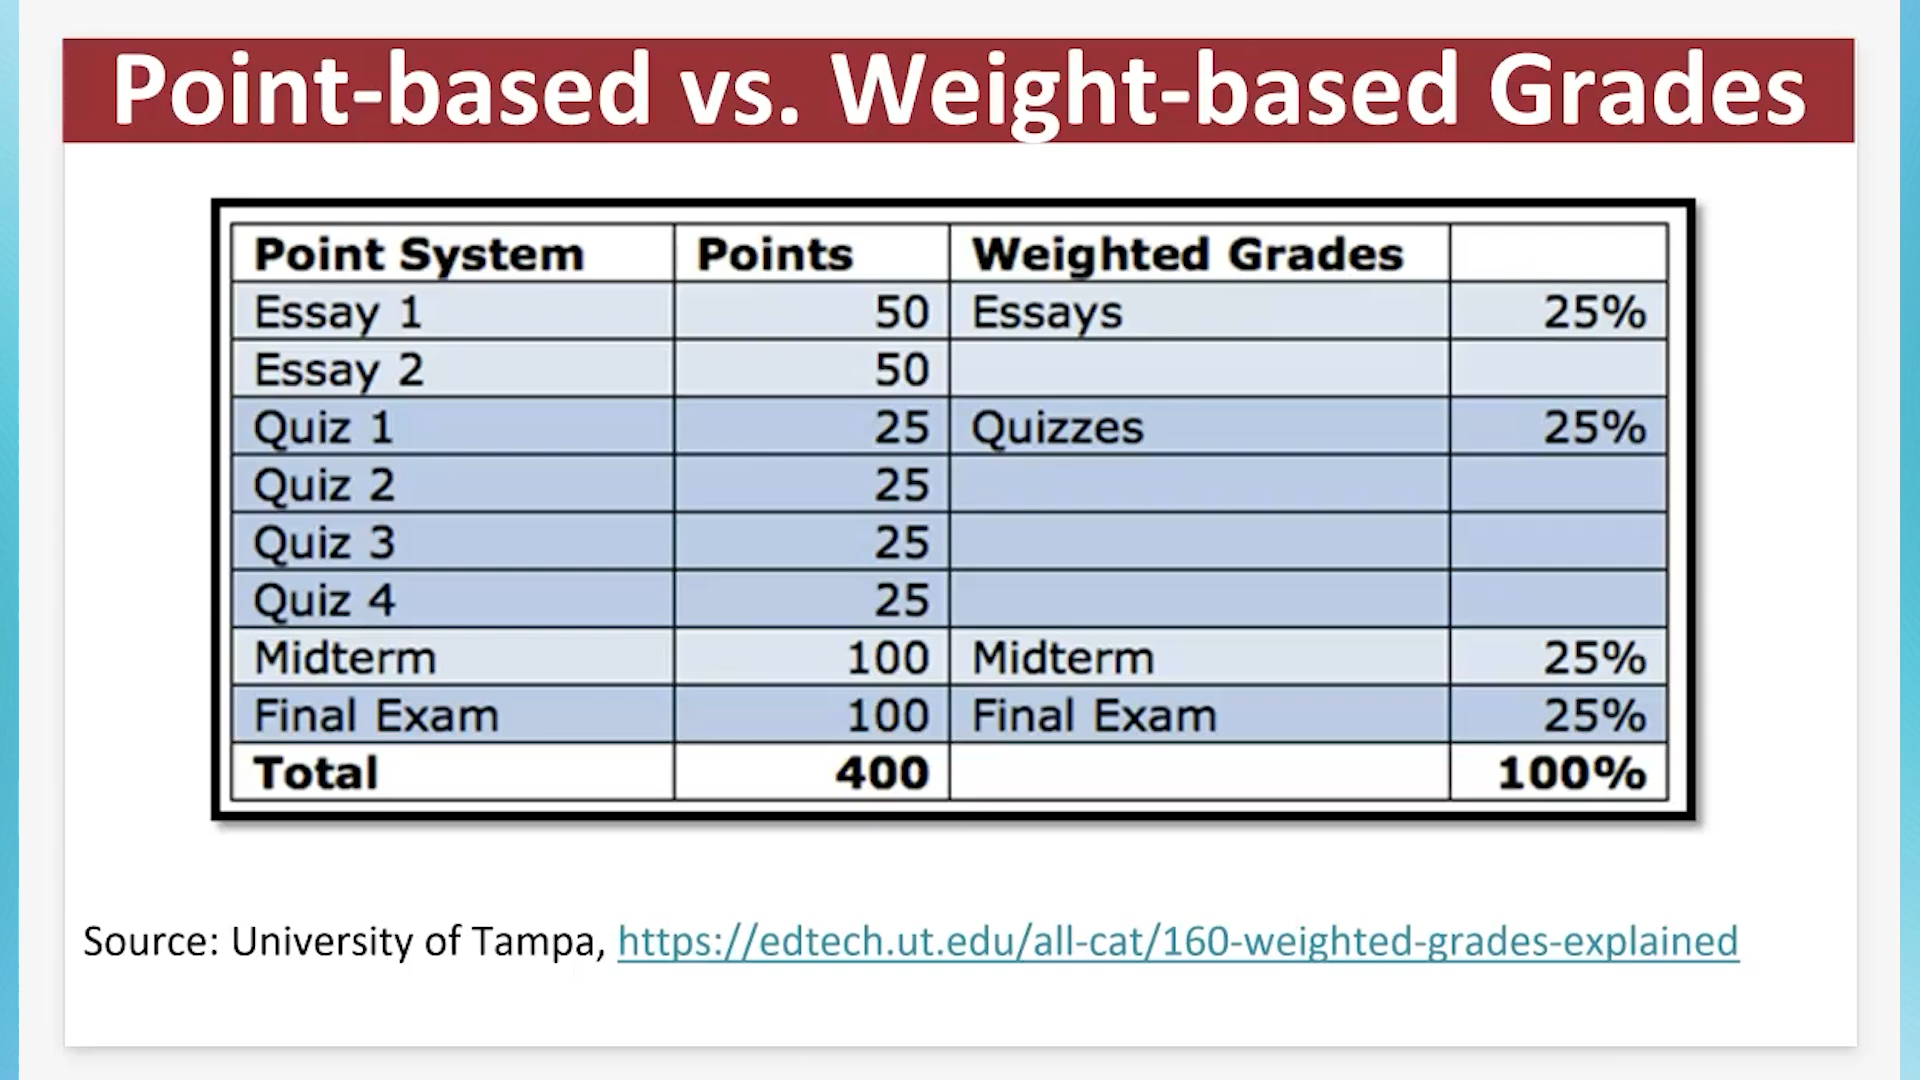 Point-based vs. Weight-based Grades
Point System Points Weighted Grades
Essay 1 50 Essays 25%
Essay 2 50
Quiz 1 25 Quizzes 25%
Quiz 2 25
Quiz 3 25
Quiz 4 25
Midterm 100 Midterm 25%
Final Exam 100 Final Exam 25%
Total 400 100%
Source: University of Tampa, https://edtech.ut.edu/all-cat/160-weighted-grades-explained